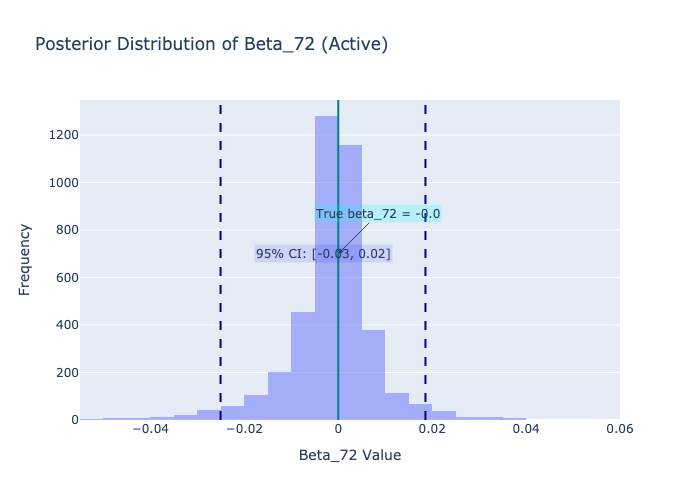 Posterior Distribution of Beta_72 (Active)
1200
1000
800
600
400
200
0
Frequency
True beta_72 = -0.0
95% CI: [-0.03, 0.02]
−0.04
−0.02
0
0.02
0.04
0.06
Beta_72 Value